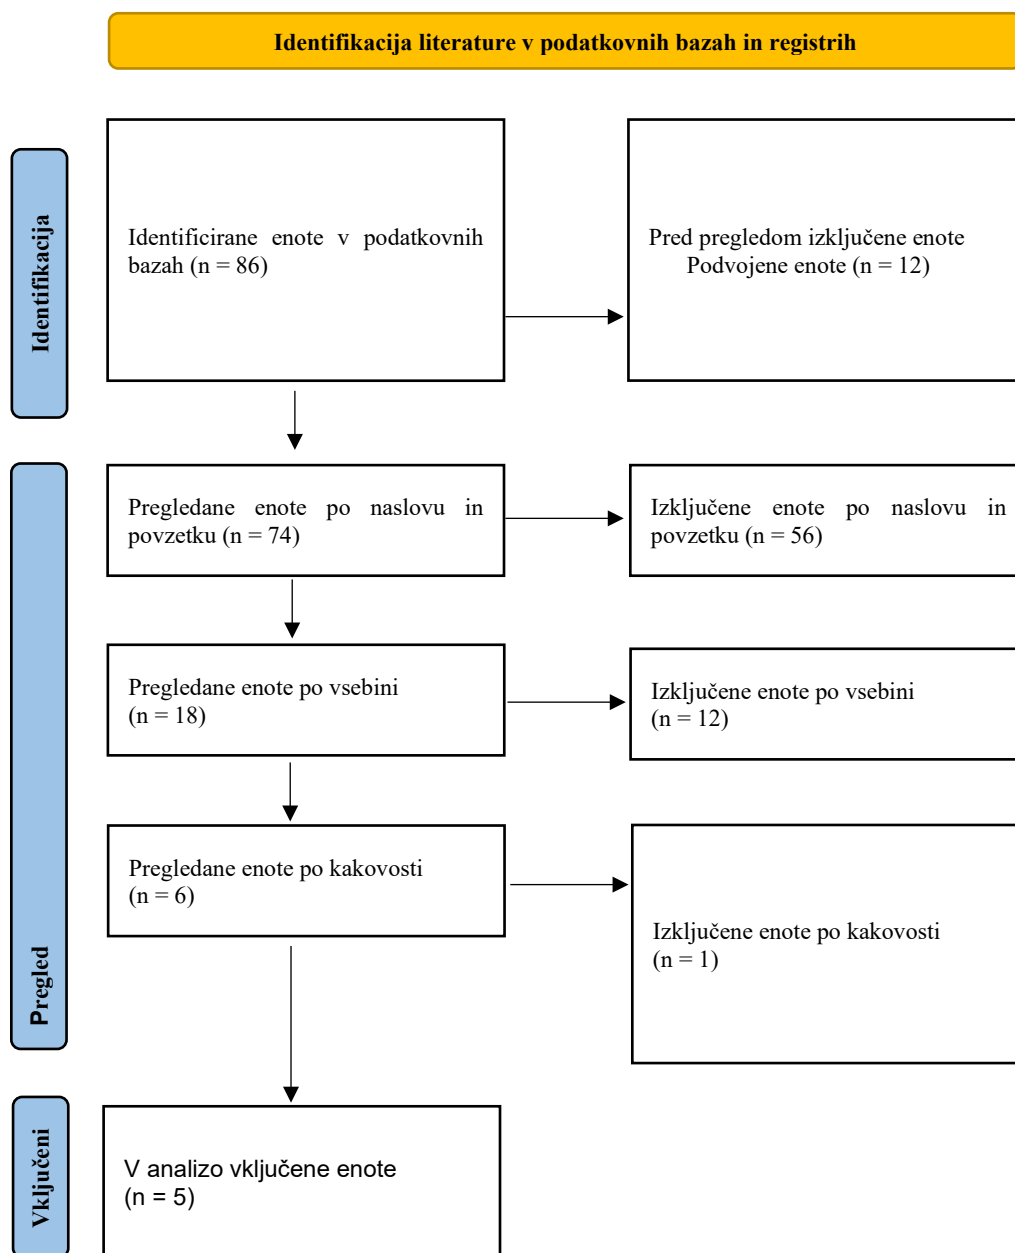 Identifikacija literature v podatkovnih bazah in registrih
Identifikacija
Identificirane enote v podatkovnih
bazah (n = 86)
Pred pregledom izključene enote
Podvojene enote (n = 12)
Pregled
Pregledane enote po naslovu in
povzetku (n = 74)
Izključene enote po naslovu in
povzetku (n = 56)
Pregledane enote po vsebini
(n = 18)
Izključene enote po vsebini
(n = 12)
Pregledane enote po kakovosti
(n = 6)
Izključene enote po kakovosti
(n = 1)
Vključeni
V analizo vključene enote
(n = 5)